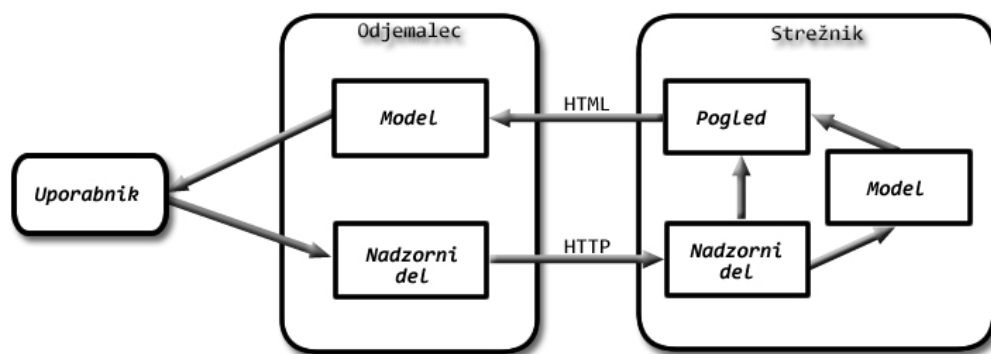 Odjemalec
Strežnik
Model
HTML
Pogled
Uporabnik
Model
Nadzorni
del
HTTP
Nadzorni
del